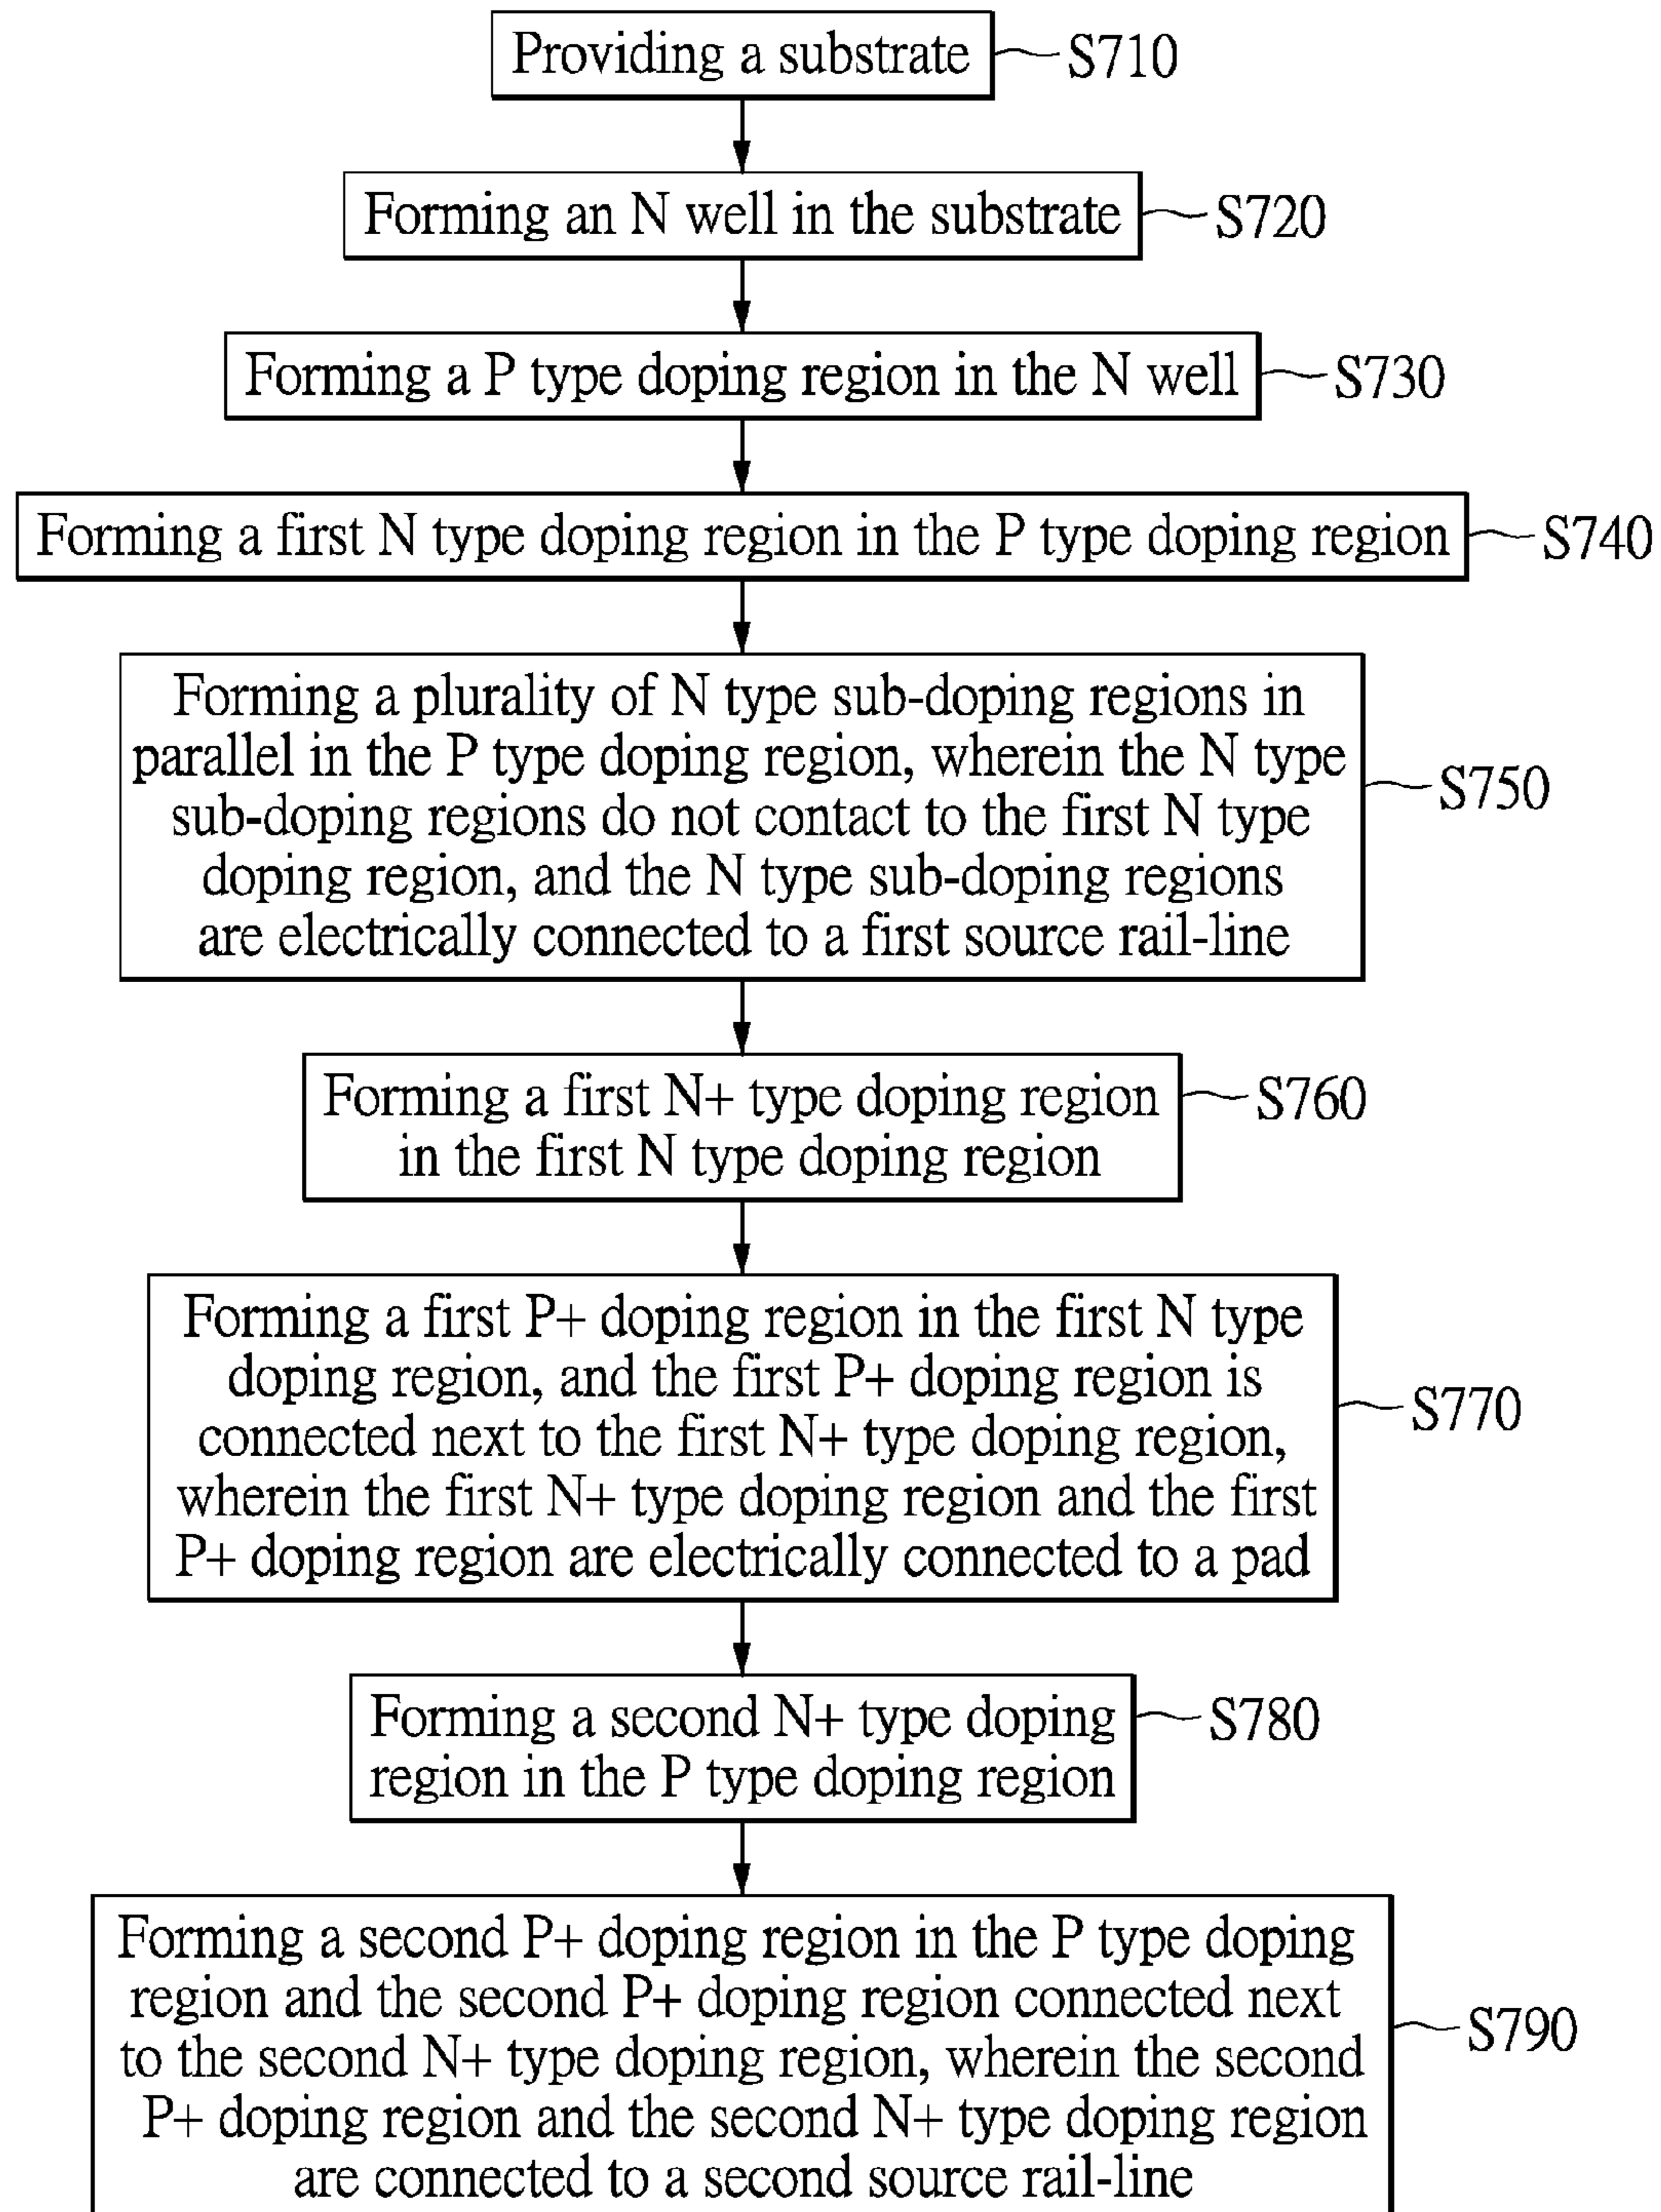 Providing a substrate
S710
Forming an N well in the substrate
S720
Forming a P type doping region in the N well
S730
Forming a first N type doping region in the P type doping region
S740
Forming a plurality of N type sub-doping regions in
parallel in the P type doping region, wherein the N type
sub-doping regions do not contact to the first N type
doping region, and the N type sub-doping regions
are electrically connected to a first source rail-line
S750
Forming a first N+ type doping region
in the first N type doping region
S760
Forming a first P+ doping region in the first N type
doping region, and the first P+ doping region is
connected next to the first N+ type doping region,
wherein the first N+ type doping region and the first
P+ doping region are electrically connected to a pad
S770
Forming a second N+ type doping
region in the P type doping region
S780
Forming a second P+ doping region in the P type doping
region and the second P+ doping region connected next
to the second N+ type doping region, wherein the second
P+ doping region and the second N+ type doping region
are connected to a second source rail-line
S790